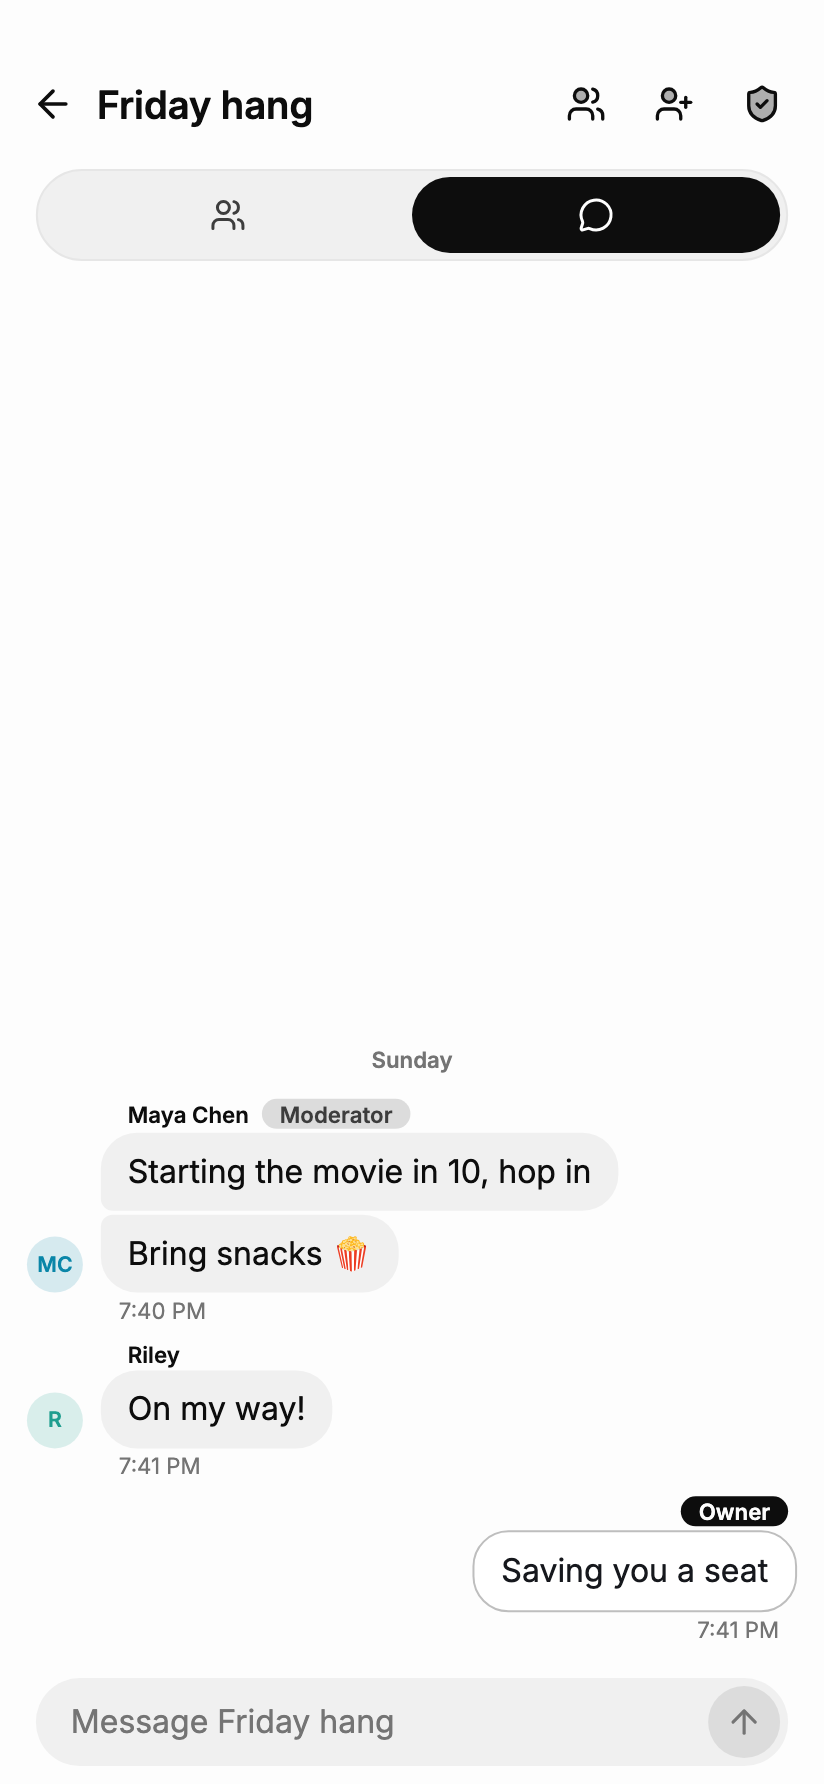 Friday hang
Sunday
Maya Chen Moderator
Starting the movie in 10, hop in
Bring snacks 🍿
MC
7:40 PM
Riley
On my way!
R
7:41 PM
Owner
Saving you a seat
7:41 PM
Message Friday hang